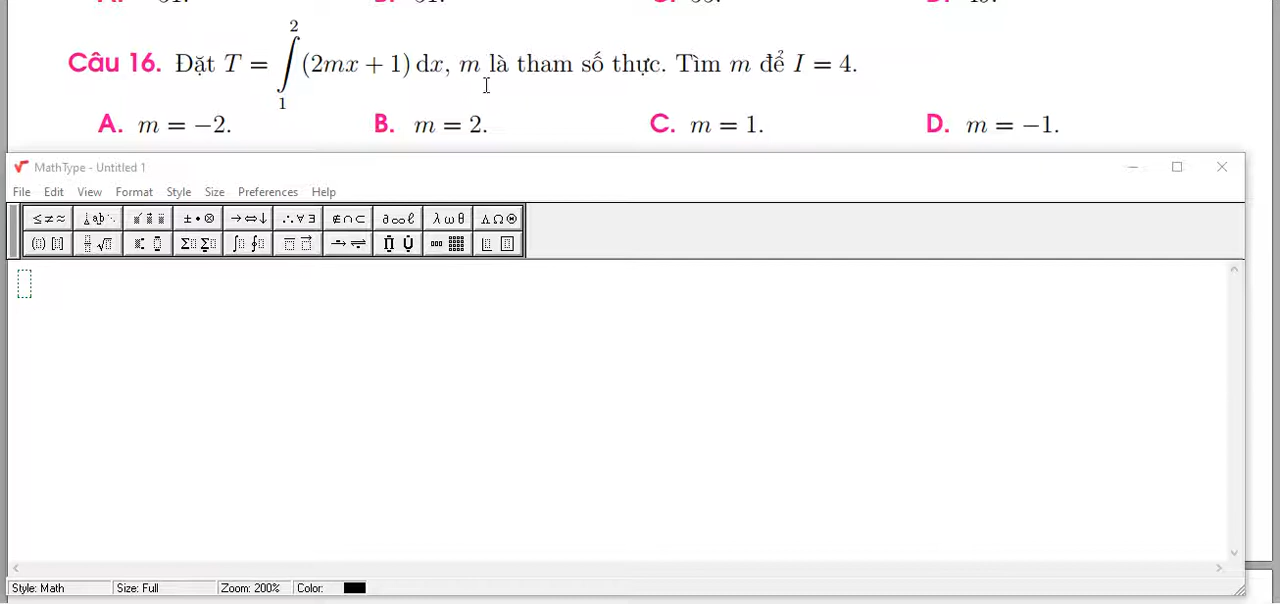 Câu 16. Đặt T = ∫₁² (2mx + 1) dx, m là tham số thực. Tìm m để I = 4.
A. m = −2. B. m = 2. C. m = 1. D. m = −1.
MathType - Untitled 1
File Edit View Format Style Size Preferences Help
Style: Math Size: Full Zoom: 200% Color: